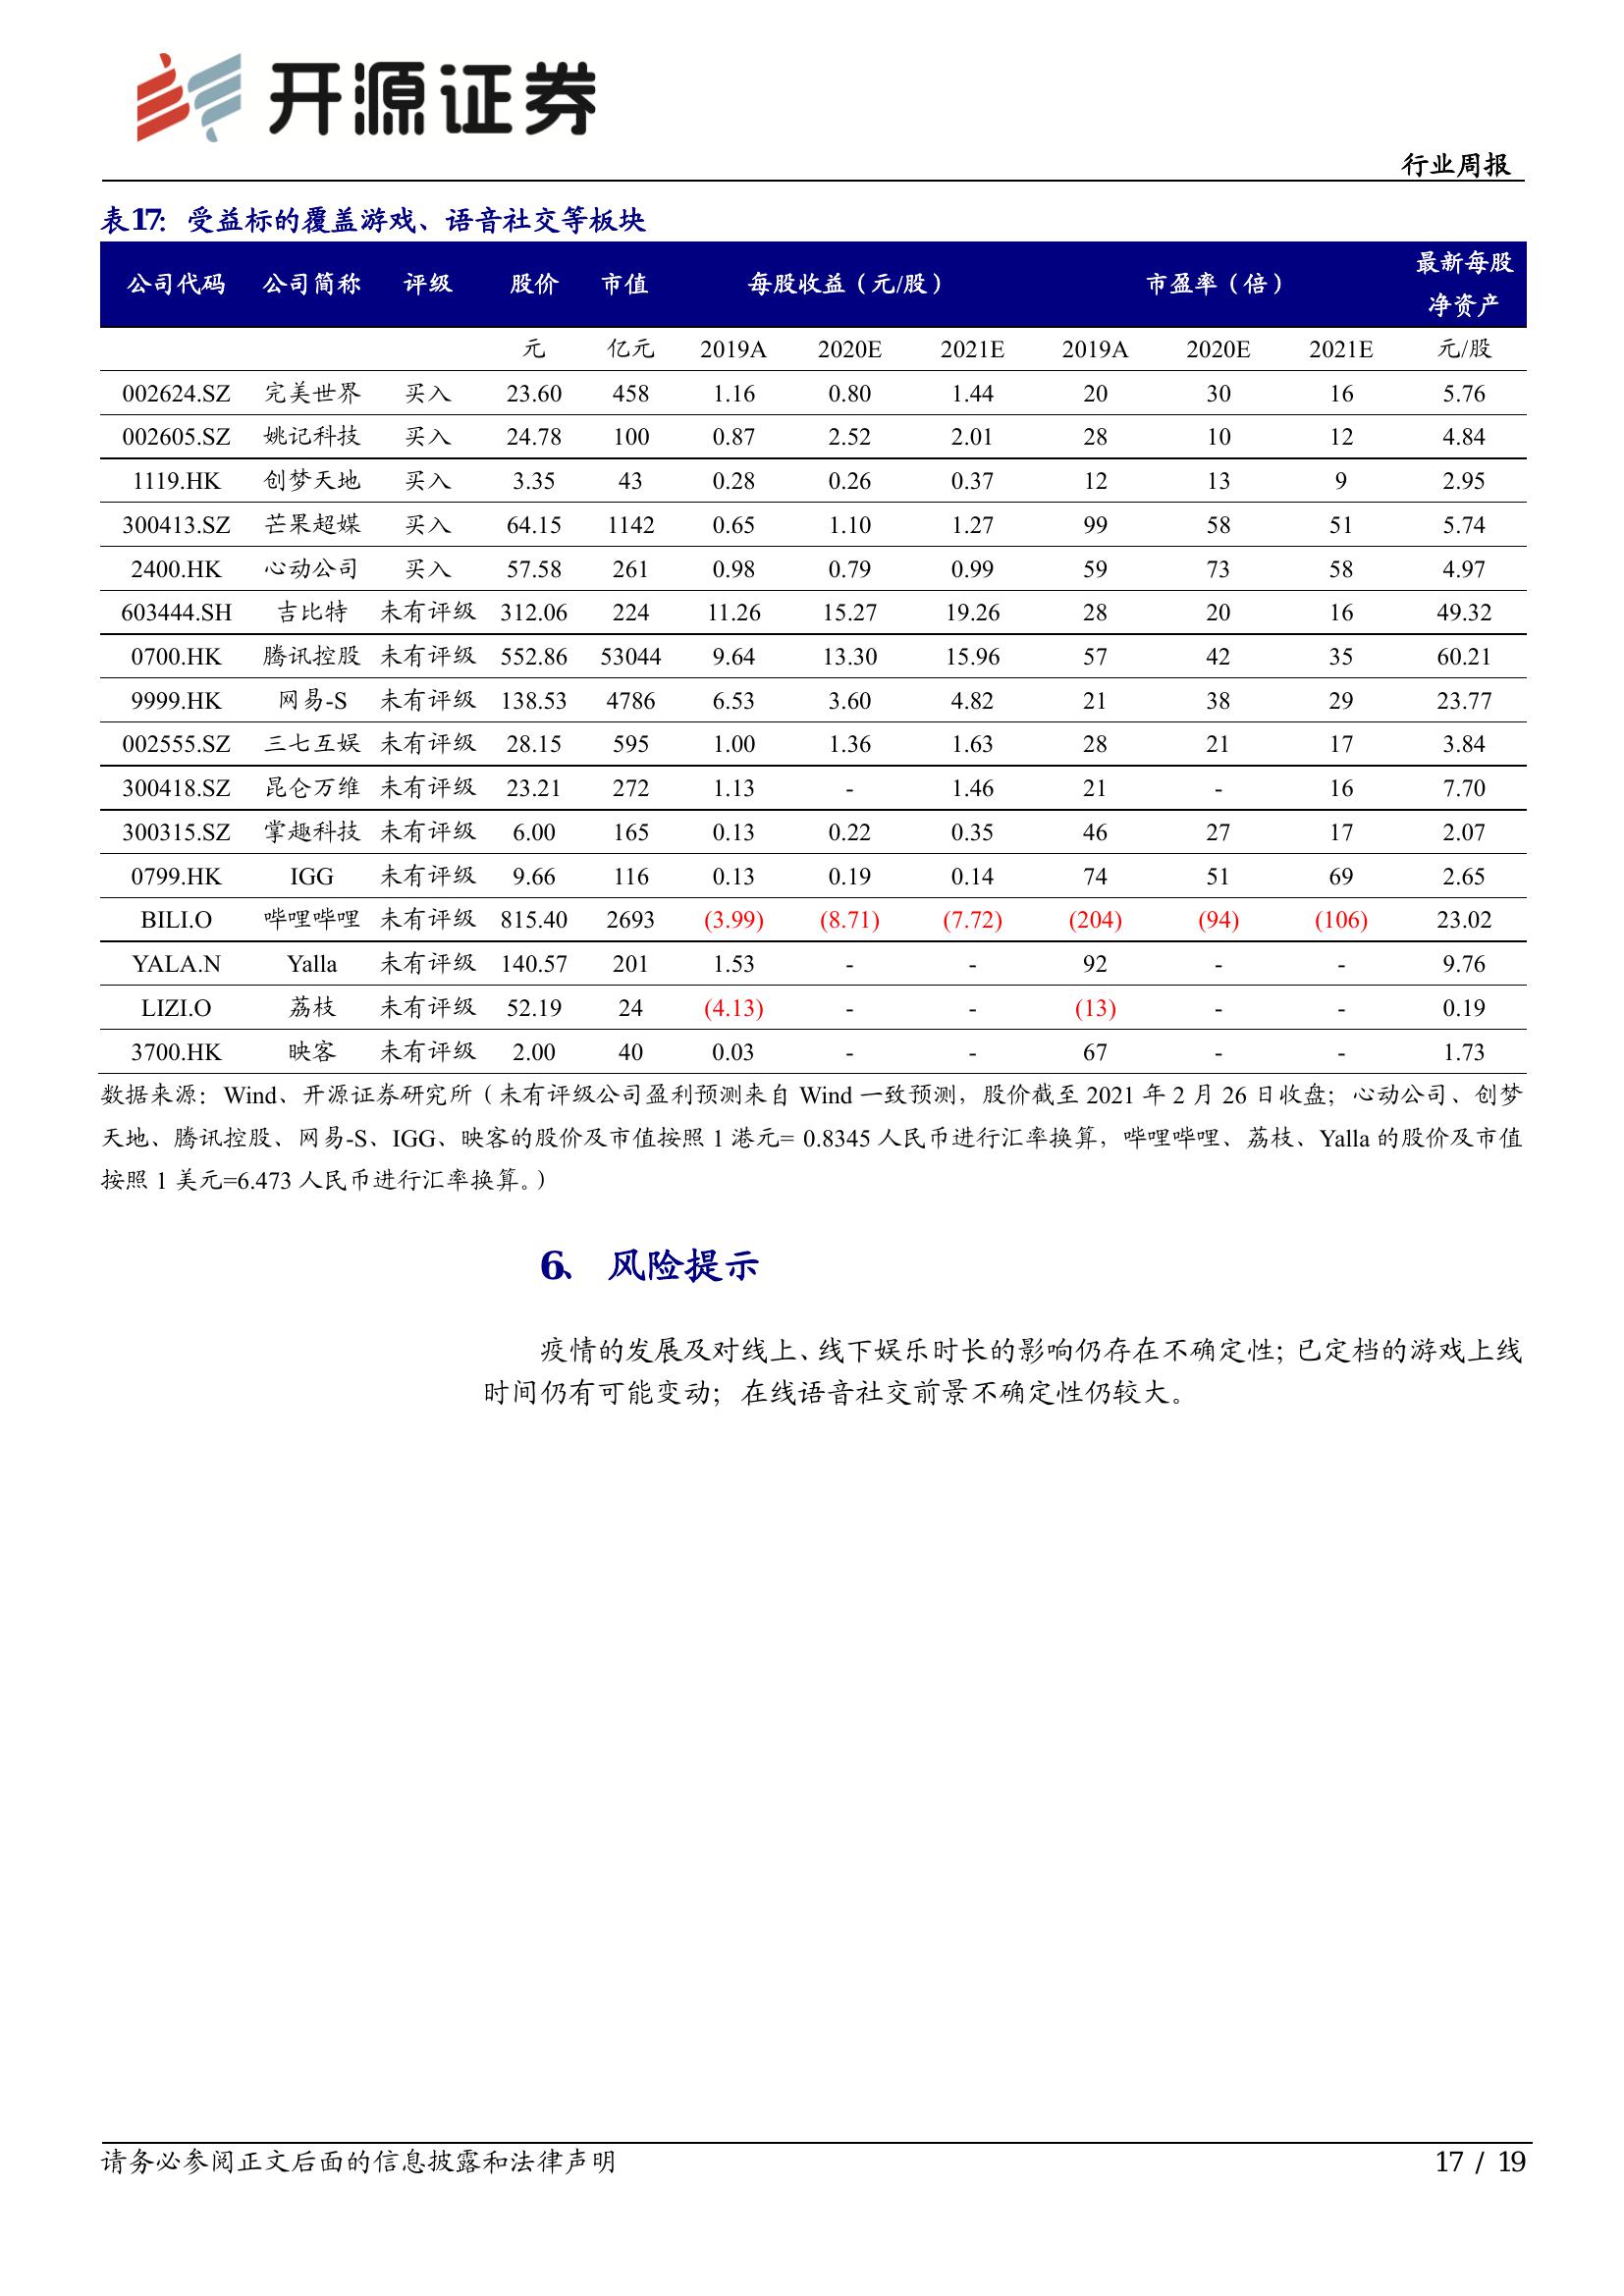 开源证券
行业周报
表17：受益标的覆盖游戏、语音社交等板块
公司代码 公司简称 评级 股价 市值 每股收益（元/股） 市盈率（倍） 最新每股
净资产
元 亿元 2019A 2020E 2021E 2019A 2020E 2021E 元/股
002624.SZ 完美世界 买入 23.60 458 1.16 0.80 1.44 20 30 16 5.76
002605.SZ 姚记科技 买入 24.78 100 0.87 2.52 2.01 28 10 12 4.84
1119.HK 创梦天地 买入 3.35 43 0.28 0.26 0.37 12 13 9 2.95
300413.SZ 芒果超媒 买入 64.15 1142 0.65 1.10 1.27 99 58 51 5.74
2400.HK 心动公司 买入 57.58 261 0.98 0.79 0.99 59 73 58 4.97
603444.SH 吉比特 未有评级 312.06 224 11.26 15.27 19.26 28 20 16 49.32
0700.HK 腾讯控股 未有评级 552.86 53044 9.64 13.30 15.96 57 42 35 60.21
9999.HK 网易-S 未有评级 138.53 4786 6.53 3.60 4.82 21 38 29 23.77
002555.SZ 三七互娱 未有评级 28.15 595 1.00 1.36 1.63 28 21 17 3.84
300418.SZ 昆仑万维 未有评级 23.21 272 1.13 - 1.46 21 - 16 7.70
300315.SZ 掌趣科技 未有评级 6.00 165 0.13 0.22 0.35 46 27 17 2.07
0799.HK IGG 未有评级 9.66 116 0.13 0.19 0.14 74 51 69 2.65
BILI.O 哔哩哔哩 未有评级 815.40 2693 (3.99) (8.71) (7.72) (204) (94) (106) 23.02
YALA.N Yalla 未有评级 140.57 201 1.53 - - 92 - - 9.76
LIZI.O 荔枝 未有评级 52.19 24 (4.13) - - (13) - - 0.19
3700.HK 映客 未有评级 2.00 40 0.03 - - 67 - - 1.73
数据来源：Wind、开源证券研究所（未有评级公司盈利预测来自 Wind 一致预测，股价截至 2021 年 2 月 26 日收盘；心动公司、创梦
天地、腾讯控股、网易-S、IGG、映客的股价及市值按照 1 港元= 0.8345 人民币进行汇率换算，哔哩哔哩、荔枝、Yalla 的股价及市值
按照 1 美元=6.473 人民币进行汇率换算。）
6、 风险提示
疫情的发展及对线上、线下娱乐时长的影响仍存在不确定性；已定档的游戏上线
时间仍有可能变动；在线语音社交前景不确定性仍较大。
请务必参阅正文后面的信息披露和法律声明 17 / 19